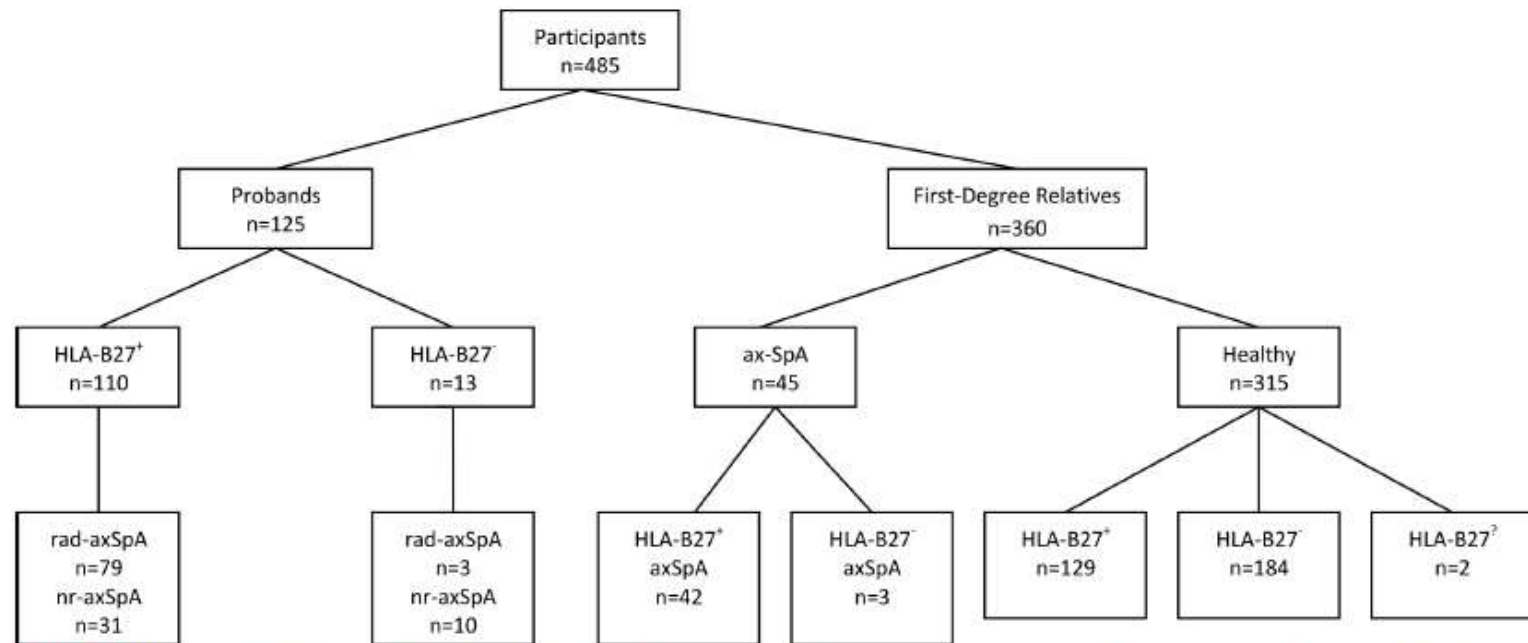 Participants
n=485
Probands
n=125
First-Degree Relatives
n=360
HLA-B27⁺
n=110
HLA-B27⁻
n=13
ax-SpA
n=45
Healthy
n=315
rad-axSpA
n=79
nr-axSpA
n=31
rad-axSpA
n=3
nr-axSpA
n=10
HLA-B27⁺
axSpA
n=42
HLA-B27⁻
axSpA
n=3
HLA-B27⁺
n=129
HLA-B27⁻
n=184
HLA-B27?
n=2